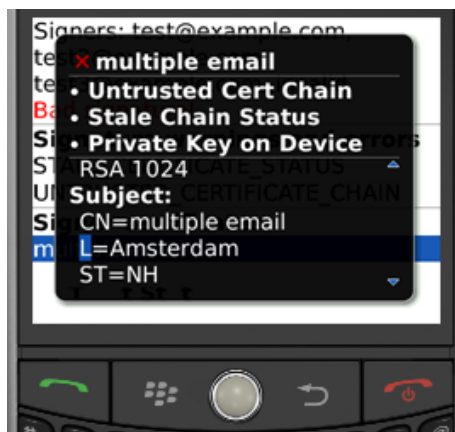 Signers: test@example.com,
multiple email
• Untrusted Cert Chain
• Stale Chain Status
• Private Key on Device
RSA 1024
Subject:
CN=multiple email
L=Amsterdam
ST=NH